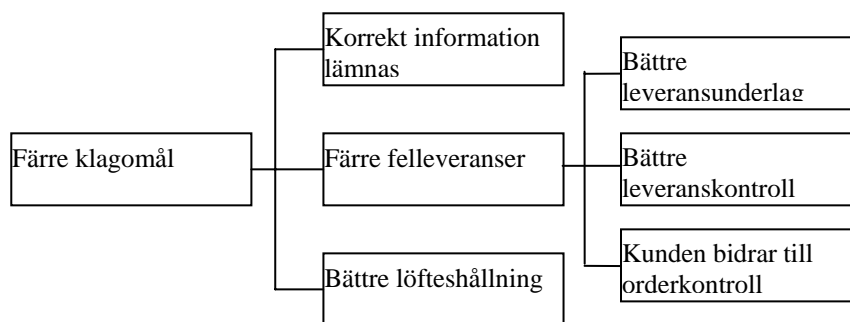 Färre klagomål
Korrekt information
lämnas
Färre felleveranser
Bättre löfteshållning
Bättre
leveransunderlag
Bättre
leveranskontroll
Kunden bidrar till
orderkontroll